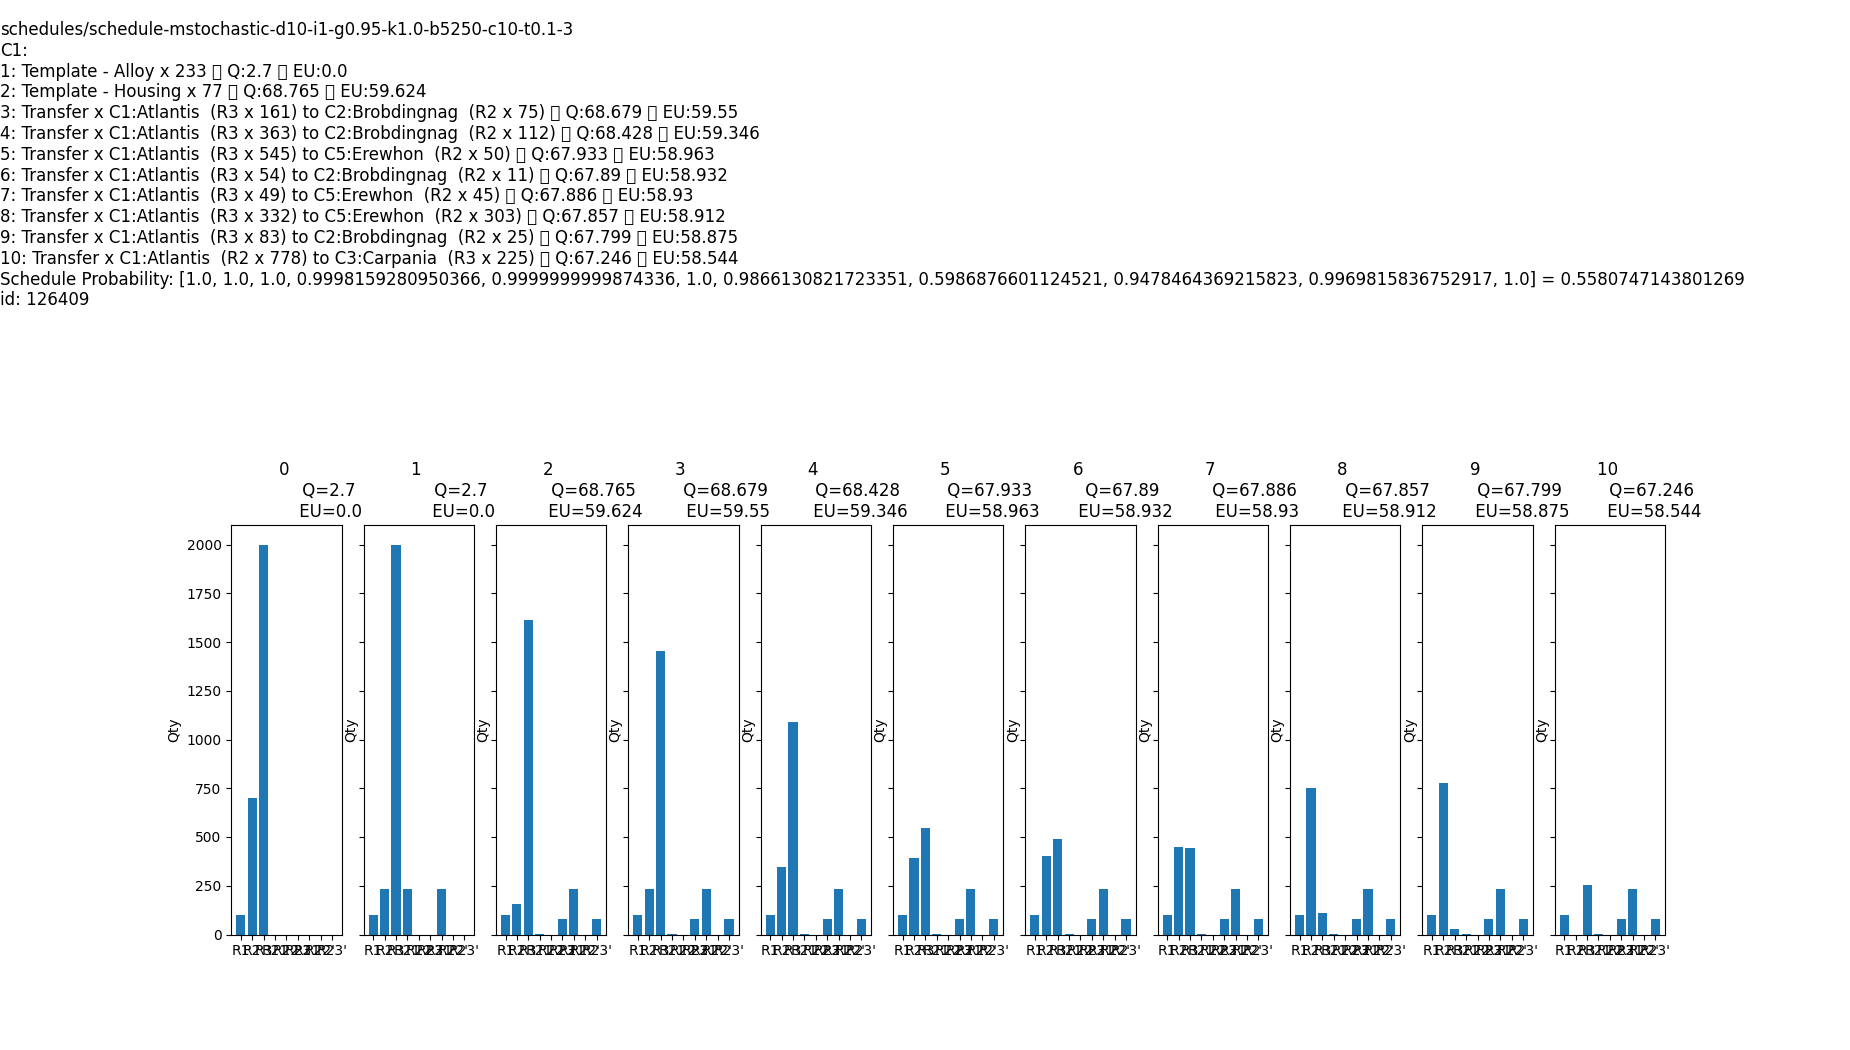 schedules/schedule-mstochastic-d10-i1-g0.95-k1.0-b5250-c10-t0.1-3
C1:
1: Template - Alloy x 233 ▯ Q:2.7 ▯ EU:0.0
2: Template - Housing x 77 ▯ Q:68.765 ▯ EU:59.624
3: Transfer x C1:Atlantis  (R3 x 161) to C2:Brobdingnag  (R2 x 75) ▯ Q:68.679 ▯ EU:59.55
4: Transfer x C1:Atlantis  (R3 x 363) to C2:Brobdingnag  (R2 x 112) ▯ Q:68.428 ▯ EU:59.346
5: Transfer x C1:Atlantis  (R3 x 545) to C5:Erewhon  (R2 x 50) ▯ Q:67.933 ▯ EU:58.963
6: Transfer x C1:Atlantis  (R3 x 54) to C2:Brobdingnag  (R2 x 11) ▯ Q:67.89 ▯ EU:58.932
7: Transfer x C1:Atlantis  (R3 x 49) to C5:Erewhon  (R2 x 45) ▯ Q:67.886 ▯ EU:58.93
8: Transfer x C1:Atlantis  (R3 x 332) to C5:Erewhon  (R2 x 303) ▯ Q:67.857 ▯ EU:58.912
9: Transfer x C1:Atlantis  (R3 x 83) to C2:Brobdingnag  (R2 x 25) ▯ Q:67.799 ▯ EU:58.875
10: Transfer x C1:Atlantis  (R2 x 778) to C3:Carpania  (R3 x 225) ▯ Q:67.246 ▯ EU:58.544
Schedule Probability: [1.0, 1.0, 1.0, 0.9998159280950366, 0.9999999999874336, 1.0, 0.9866130821723351, 0.5986876601124521, 0.9478464369215823, 0.9969815836752917, 1.0] = 0.5580747143801269
id: 126409
0 1 2 3 4 5 6 7 8 9 10
Q=2.7 Q=2.7 Q=68.765 Q=68.679 Q=68.428 Q=67.933 Q=67.89 Q=67.886 Q=67.857 Q=67.799 Q=67.246
EU=0.0 EU=0.0 EU=59.624 EU=59.55 EU=59.346 EU=58.963 EU=58.932 EU=58.93 EU=58.912 EU=58.875 EU=58.544
2000
1750
1500
1250
1000
750
500
250
0
Qty Qty Qty Qty Qty Qty Qty Qty Qty Qty Qty